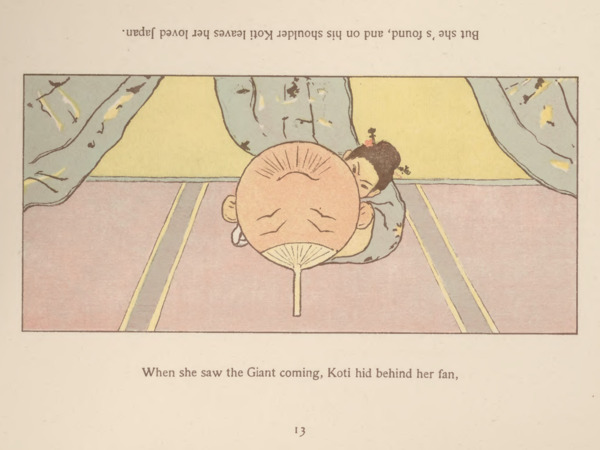 But she's found, and on his shoulder Koti leaves her loved Japan.
When she saw the Giant coming, Koti hid behind her fan,
13